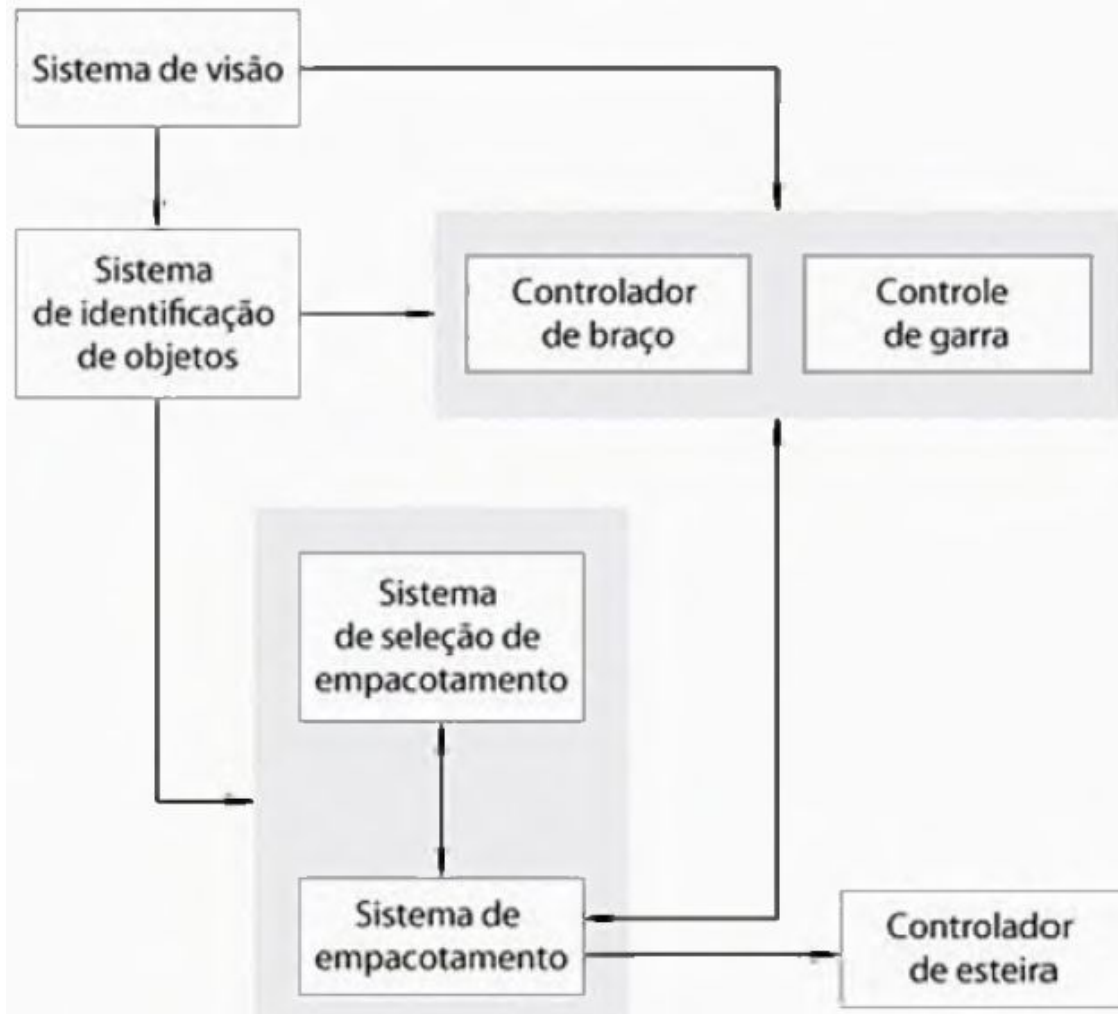 Sistema de visão
Sistema
de identificação
de objetos
Controlador
de braço
Controle
de garra
Sistema
de seleção de
empacotamento
Sistema de
empacotamento
Controlador
de esteira